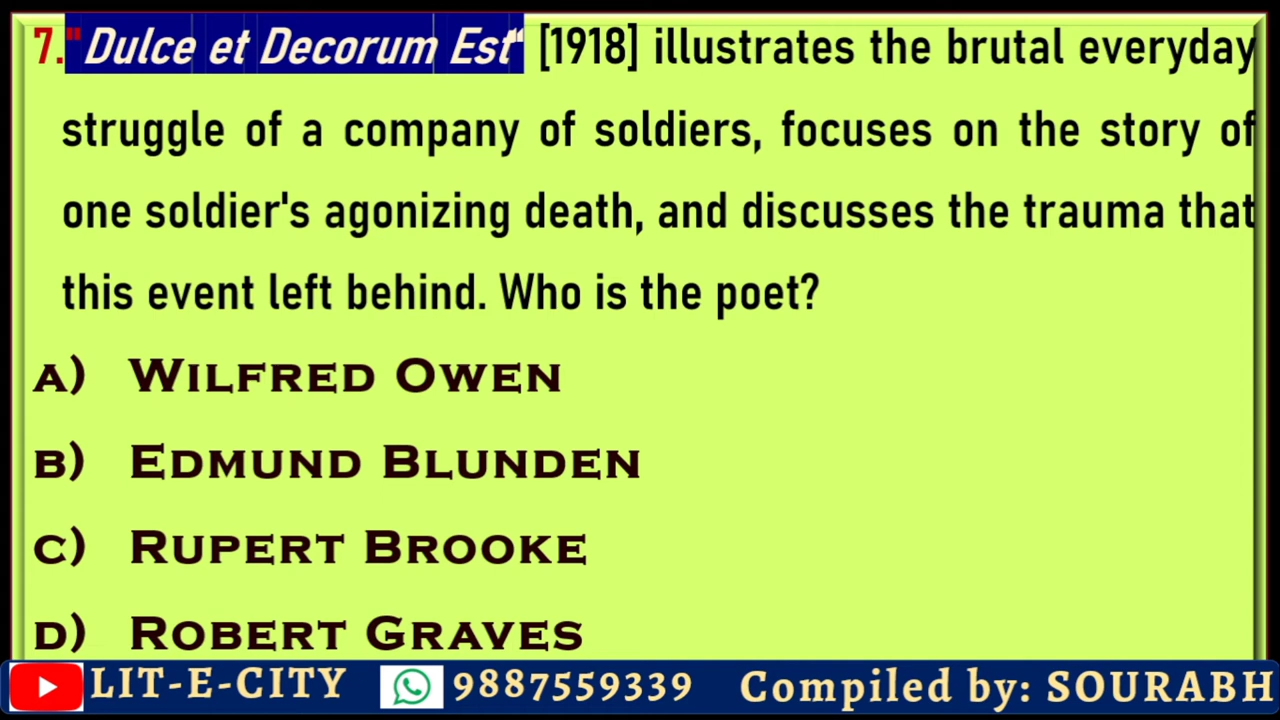 7."Dulce et Decorum Est“ [1918] illustrates the brutal everyday
struggle of a company of soldiers, focuses on the story of
one soldier's agonizing death, and discusses the trauma that
this event left behind. Who is the poet?
A) Wilfred Owen
B) Edmund Blunden
C) Rupert Brooke
D) Robert Graves
LIT-E-CITY 9887559339 Compiled by: SOURABH